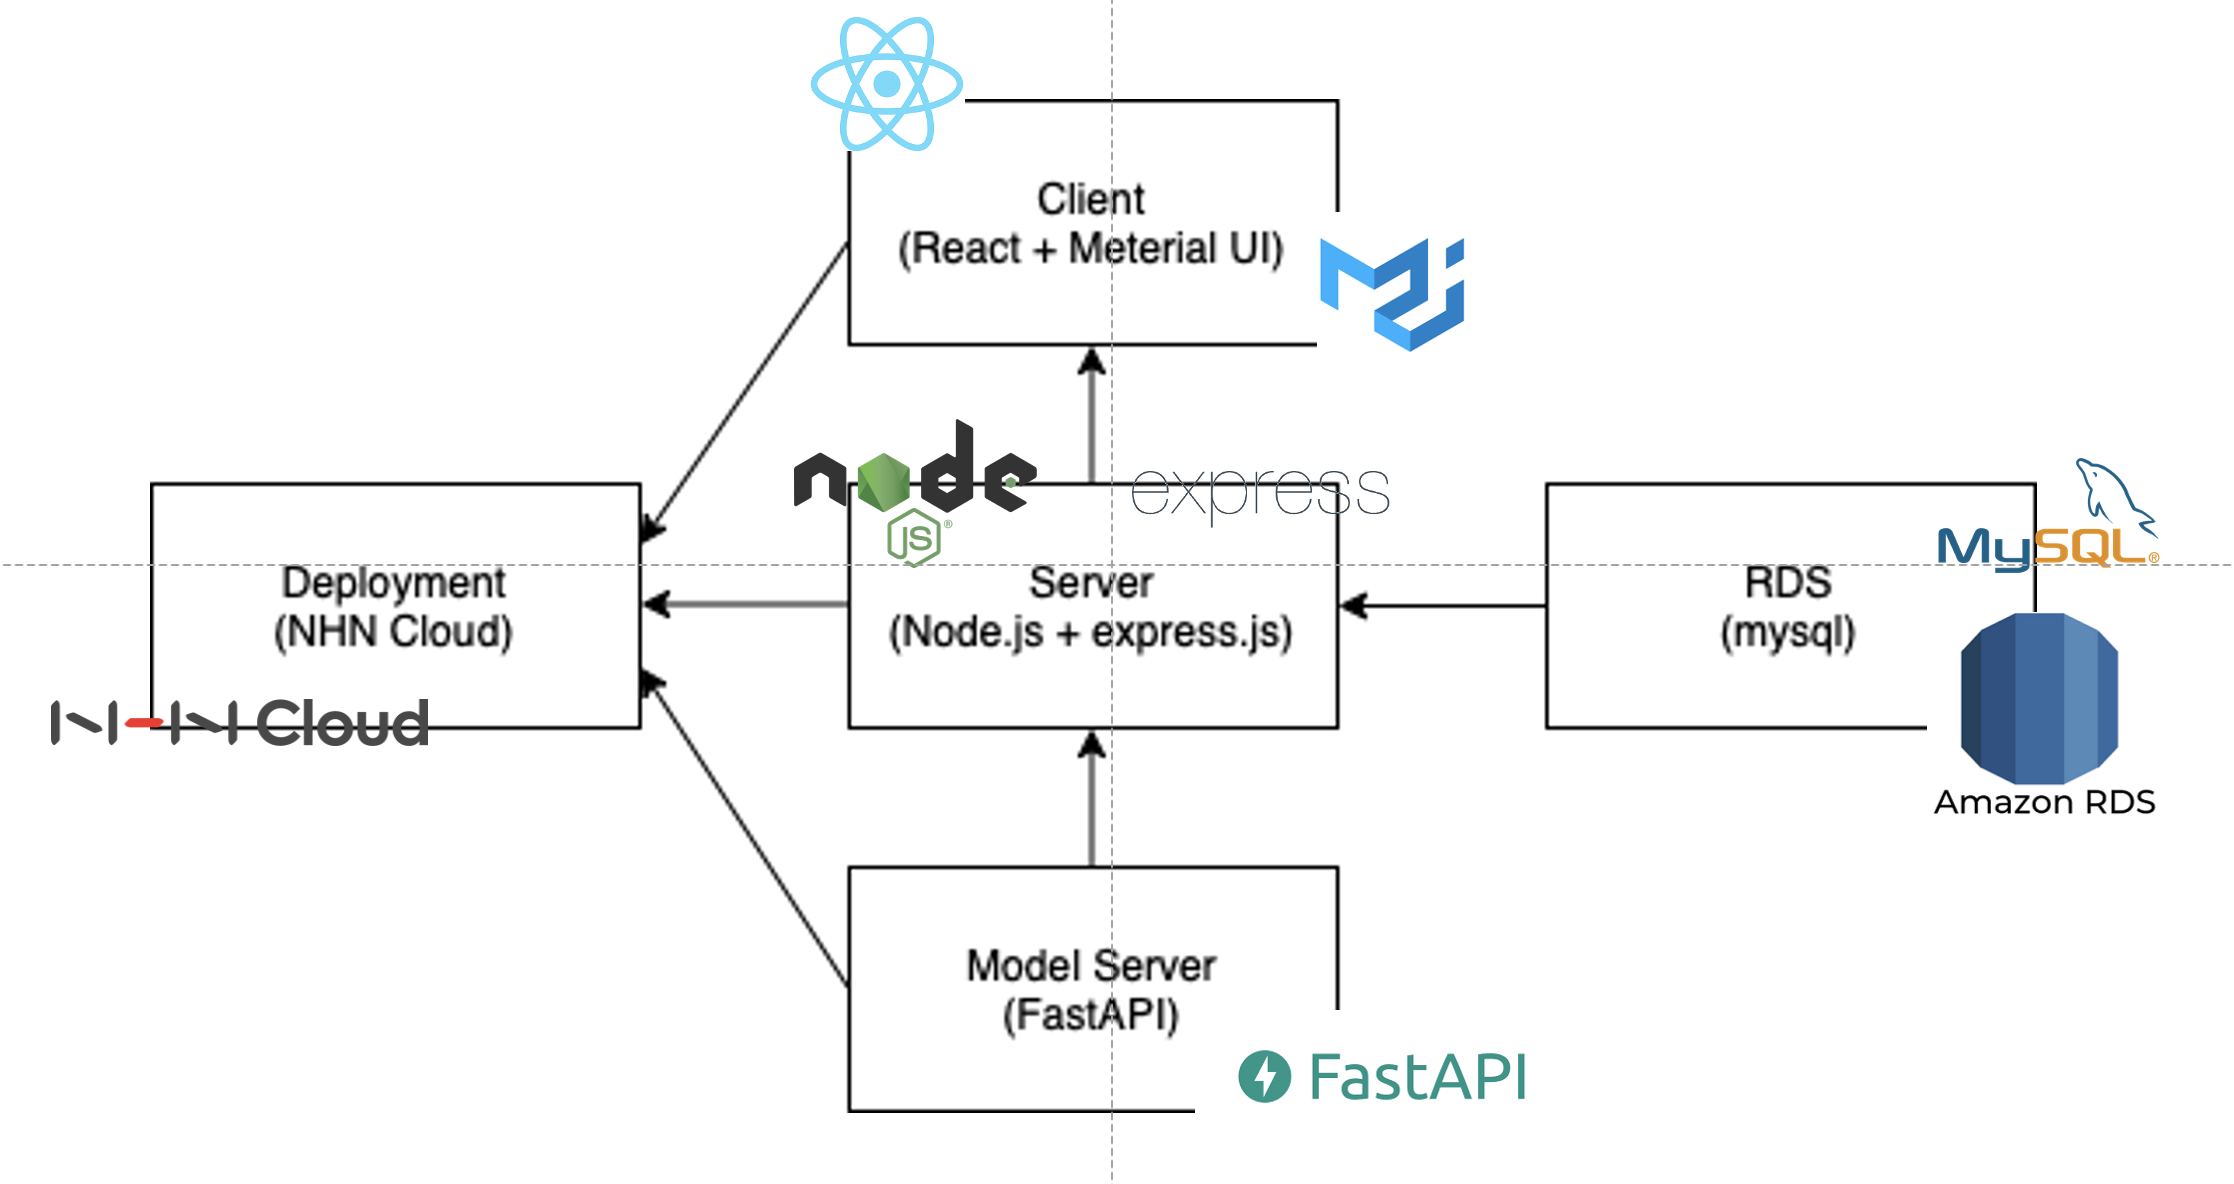 Client
(React + Meterial UI)
node
JS®
express
Deployment
(NHN Cloud)
NHN Cloud
Server
(Node.js + express.js)
RDS
(mysql)
MySQL®
Amazon RDS
Model Server
(FastAPI)
FastAPI